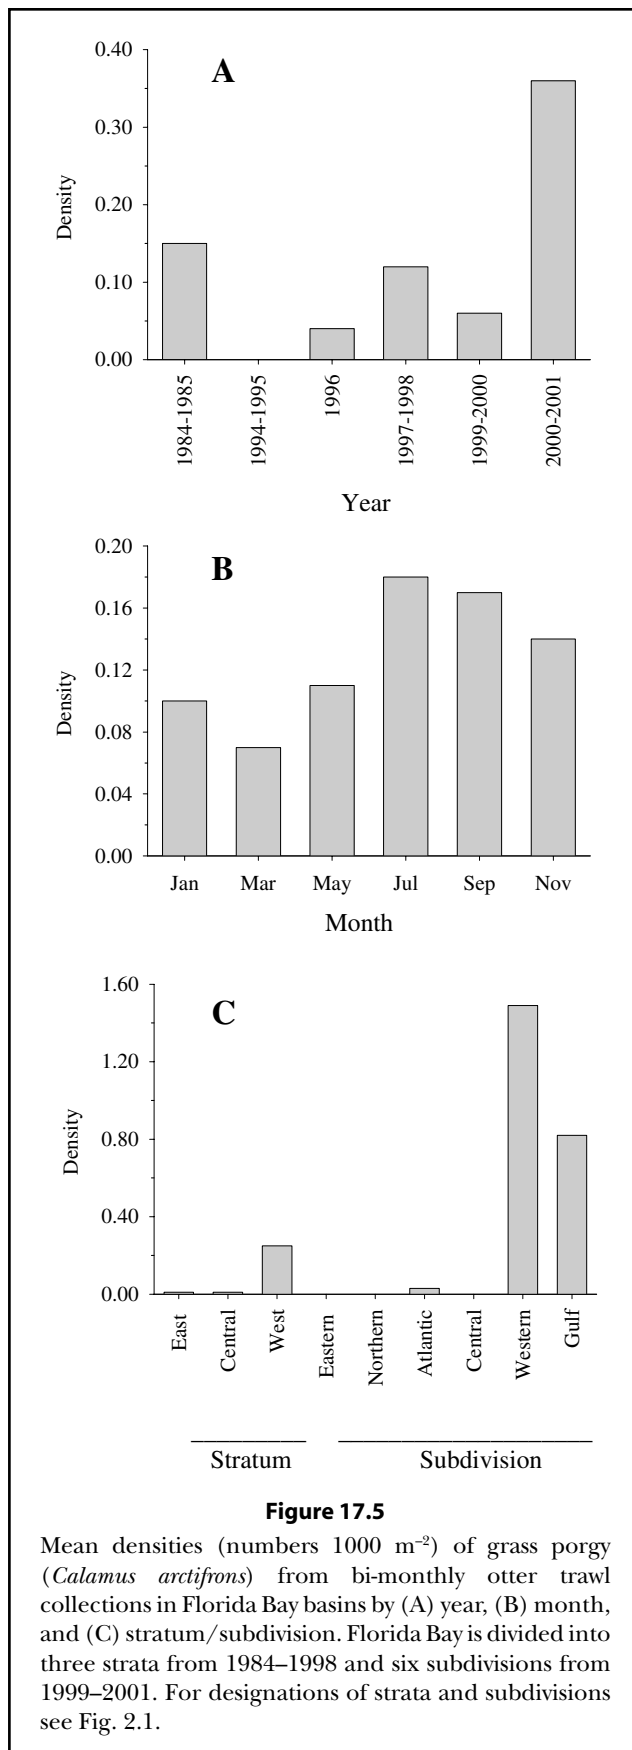 A
0.40
0.30
0.20
0.10
0.00
Density
1984-1985
1994-1995
1996
1997-1998
1999-2000
2000-2001
Year
B
0.20
0.16
0.12
0.08
0.04
0.00
Density
Jan Mar May Jul Sep Nov
Month
C
1.60
1.20
0.80
0.40
0.00
Density
East
Central
West
Eastern
Northern
Atlantic
Central
Western
Gulf
Stratum Subdivision
Figure 17.5
Mean densities (numbers 1000 m⁻²) of grass porgy
(Calamus arctifrons) from bi-monthly otter trawl
collections in Florida Bay basins by (A) year, (B) month,
and (C) stratum/subdivision. Florida Bay is divided into
three strata from 1984–1998 and six subdivisions from
1999–2001. For designations of strata and subdivisions
see Fig. 2.1.